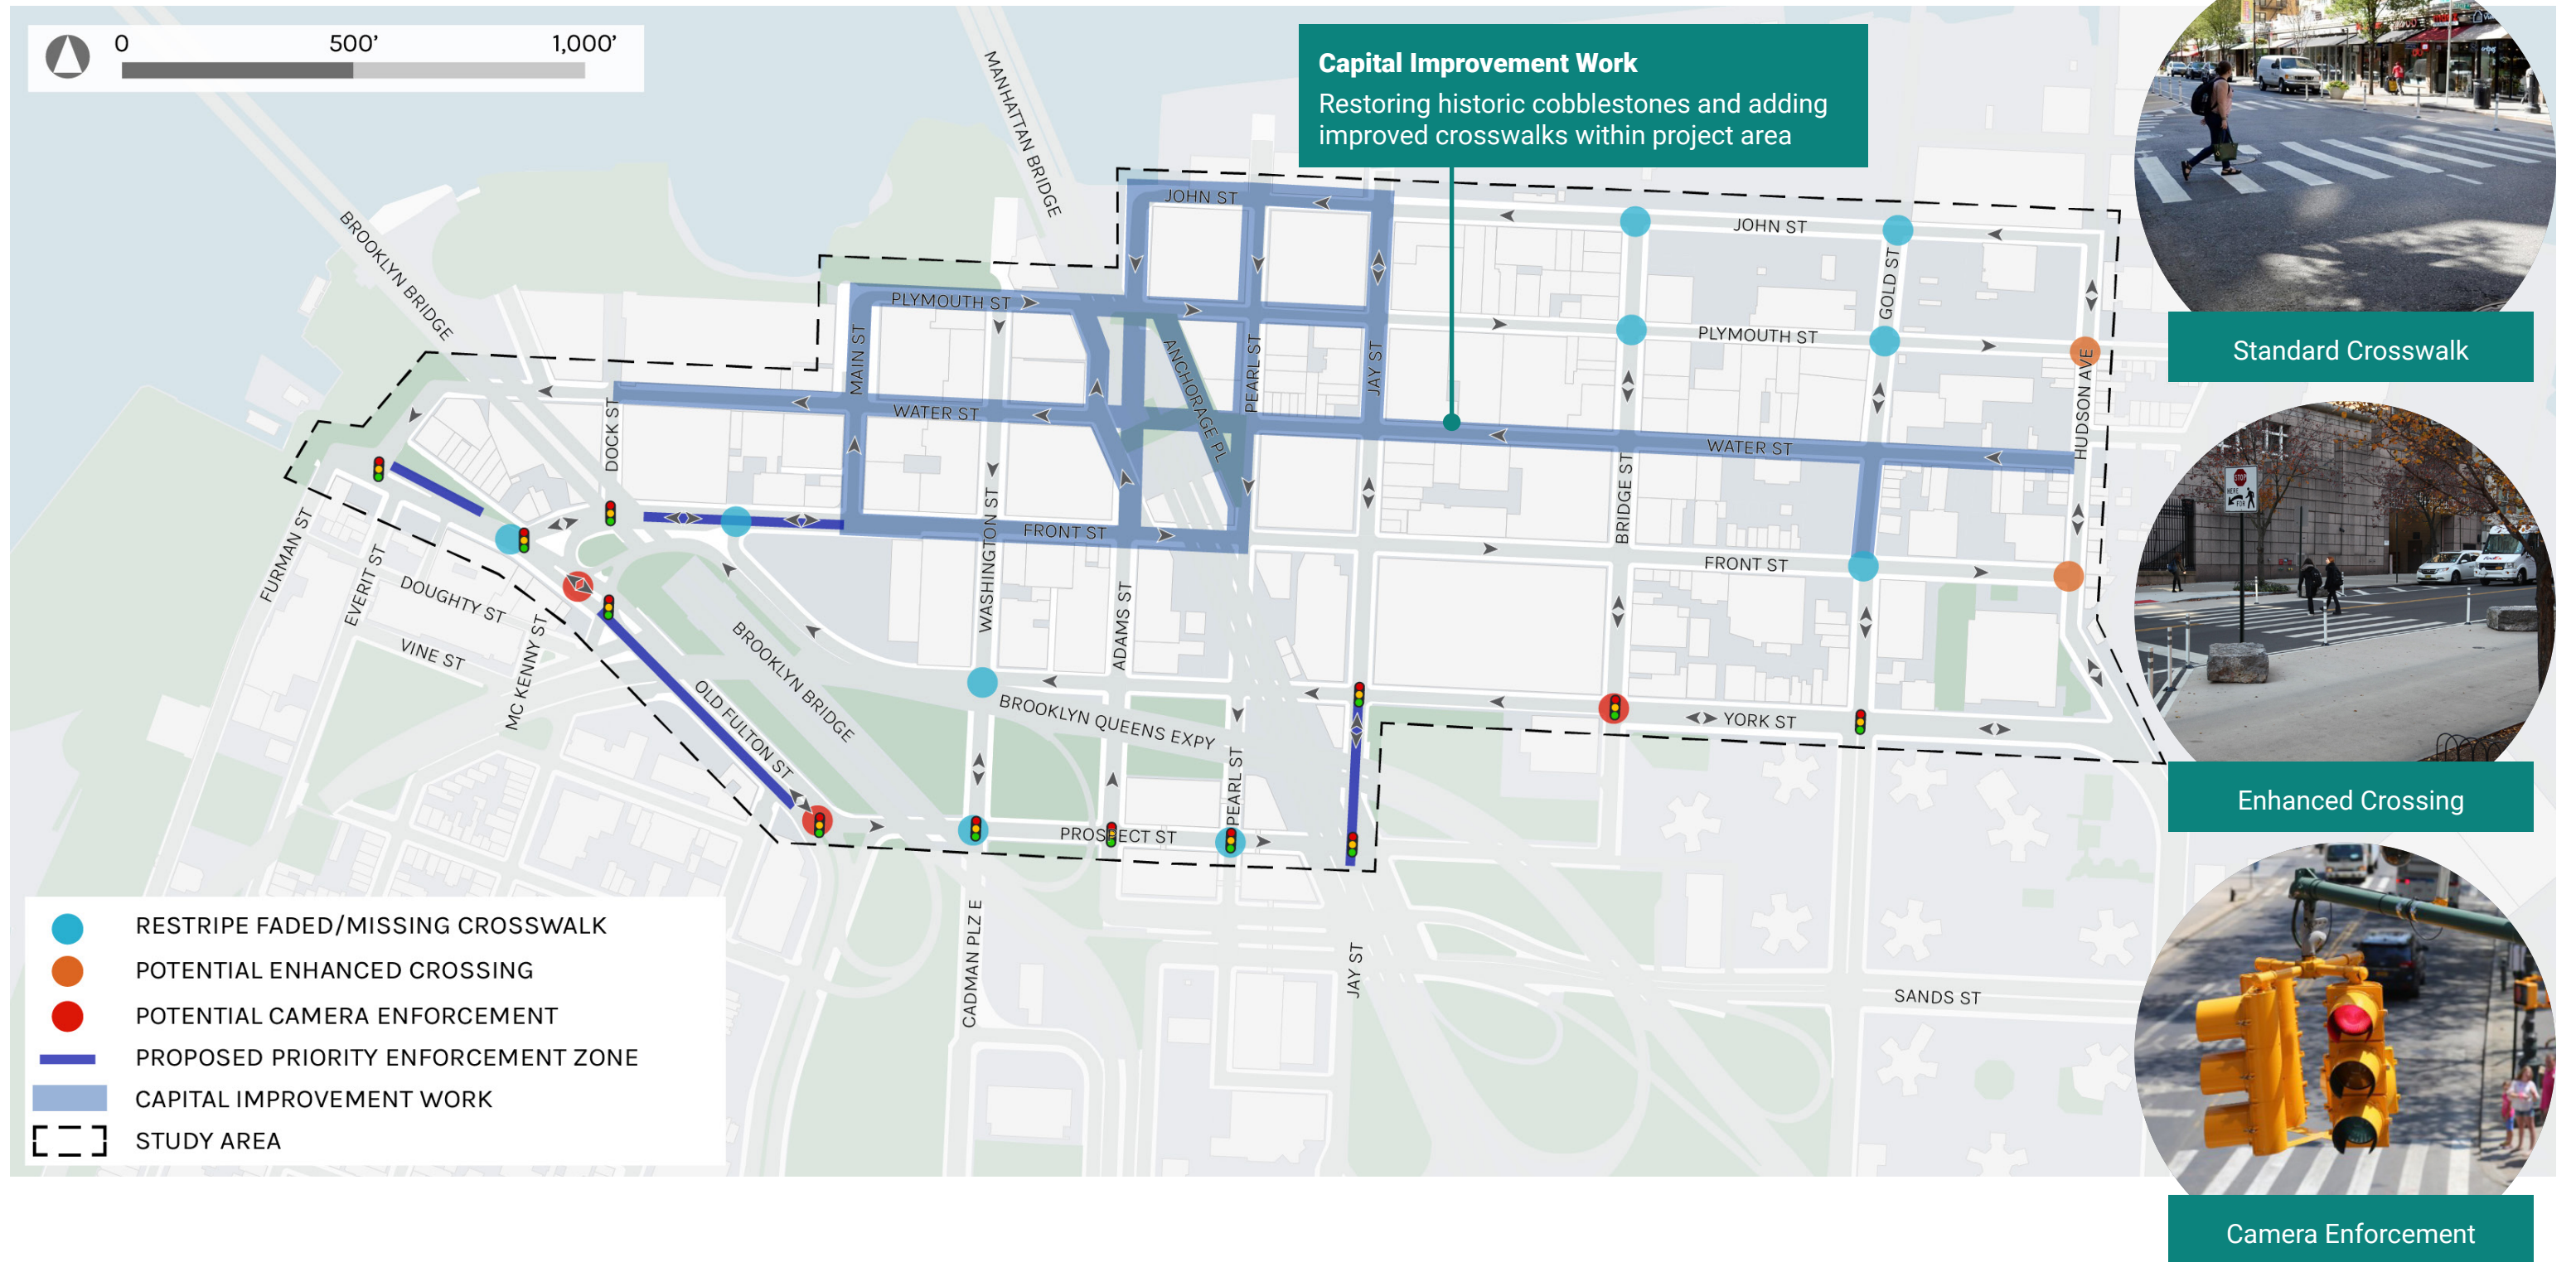 0 500’ 1,000’
Capital Improvement Work
Restoring historic cobblestones and adding
improved crosswalks within project area
MANHATTAN BRIDGE
BROOKLYN BRIDGE
JOHN ST
JOHN ST
GOLD ST
PLYMOUTH ST
PLYMOUTH ST
MAIN ST
ANCHORAGE PL
PEARL ST
JAY ST
HUDSON AVE
WATER ST
WATER ST
DOCK ST
BRIDGE ST
WASHINGTON ST
FRONT ST
FRONT ST
FURMAN ST
EVERIT ST
DOUGHTY ST
VINE ST
MC KENNY ST
ADAMS ST
BROOKLYN BRIDGE
OLD FULTON ST
BROOKLYN QUEENS EXPY
YORK ST
PEARL ST
PROSPECT ST
CADMAN PLZ E
JAY ST
SANDS ST
RESTRIPE FADED/MISSING CROSSWALK
POTENTIAL ENHANCED CROSSING
POTENTIAL CAMERA ENFORCEMENT
PROPOSED PRIORITY ENFORCEMENT ZONE
CAPITAL IMPROVEMENT WORK
STUDY AREA
Standard Crosswalk
STOP
HERE
FOR
Enhanced Crossing
Camera Enforcement